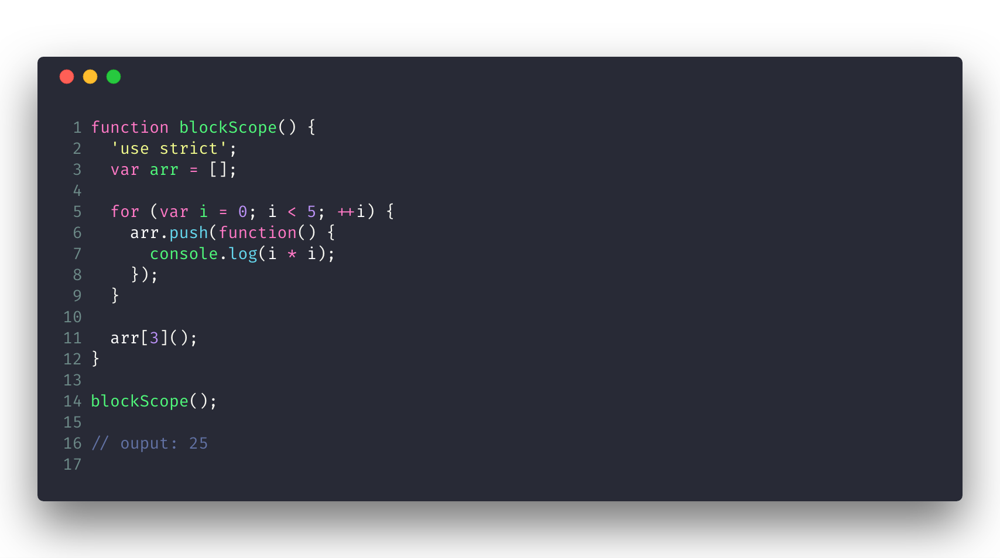 1 function blockScope() {
2   'use strict';
3   var arr = [];
4
5   for (var i = 0; i < 5; ++i) {
6     arr.push(function() {
7       console.log(i * i);
8     });
9   }
10
11   arr[3]();
12 }
13
14 blockScope();
15
16 // ouput: 25
17